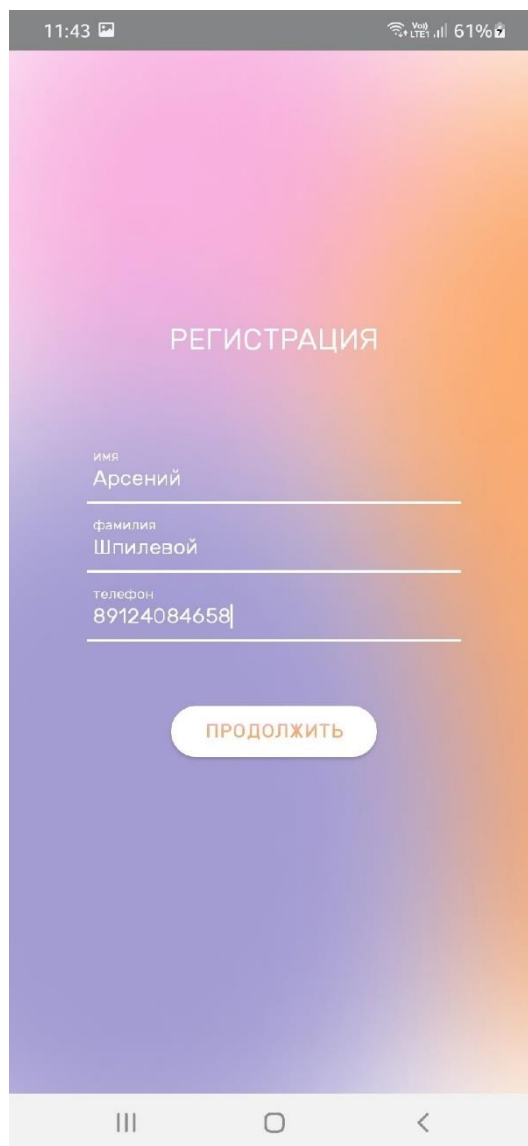 11:43 61%
РЕГИСТРАЦИЯ
имя
Арсений
фамилия
Шпилевой
телефон
89124084658
ПРОДОЛЖИТЬ